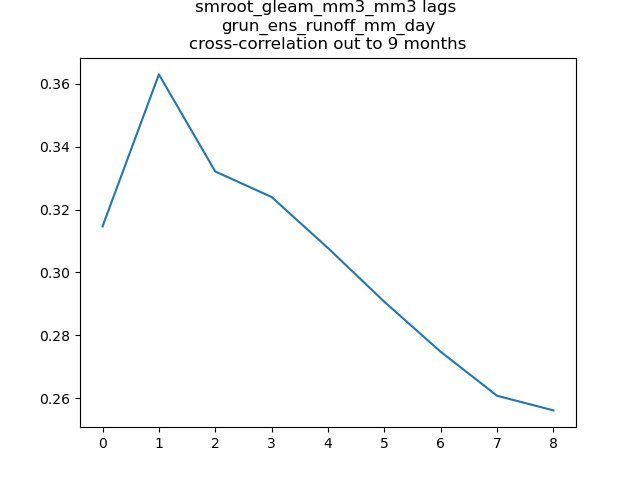 smroot_gleam_mm3_mm3 lags
grun_ens_runoff_mm_day
cross-correlation out to 9 months
0.36
0.34
0.32
0.30
0.28
0.26
0 1 2 3 4 5 6 7 8